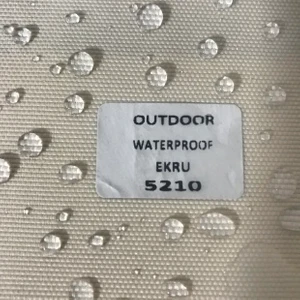 OUTDOOR
WATERPROOF
EKRU
5210